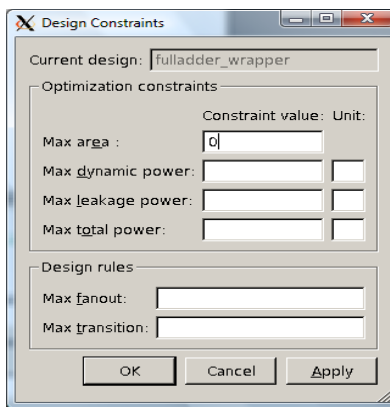 Design Constraints
Current design: fulladder_wrapper
Optimization constraints
Constraint value: Unit:
Max area : 0
Max dynamic power:
Max leakage power:
Max total power:
Design rules
Max fanout:
Max transition:
OK Cancel Apply